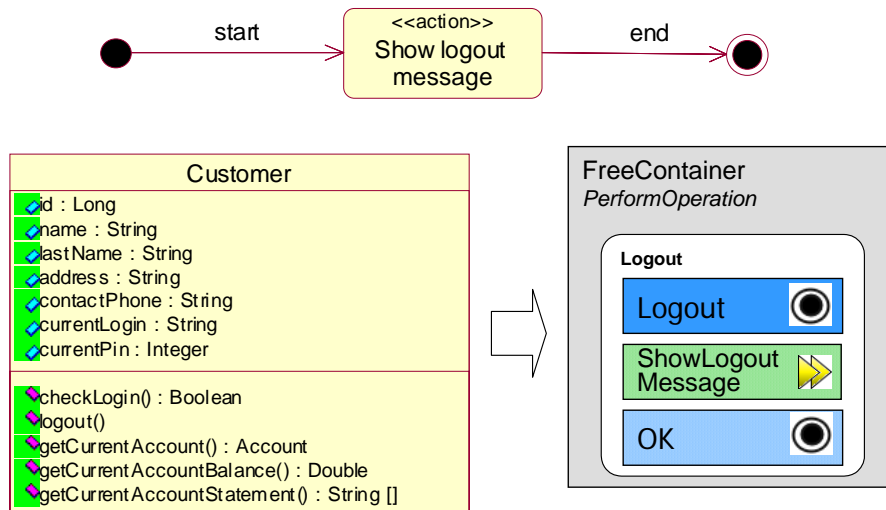 start
<<action>>
Show logout
message
end
Customer
id : Long
name : String
lastName : String
address : String
contactPhone : String
currentLogin : String
currentPin : Integer
checkLogin() : Boolean
logout()
getCurrentAccount() : Account
getCurrentAccountBalance() : Double
getCurrentAccountStatement() : String []
FreeContainer
PerformOperation
Logout
Logout
ShowLogout
Message
OK